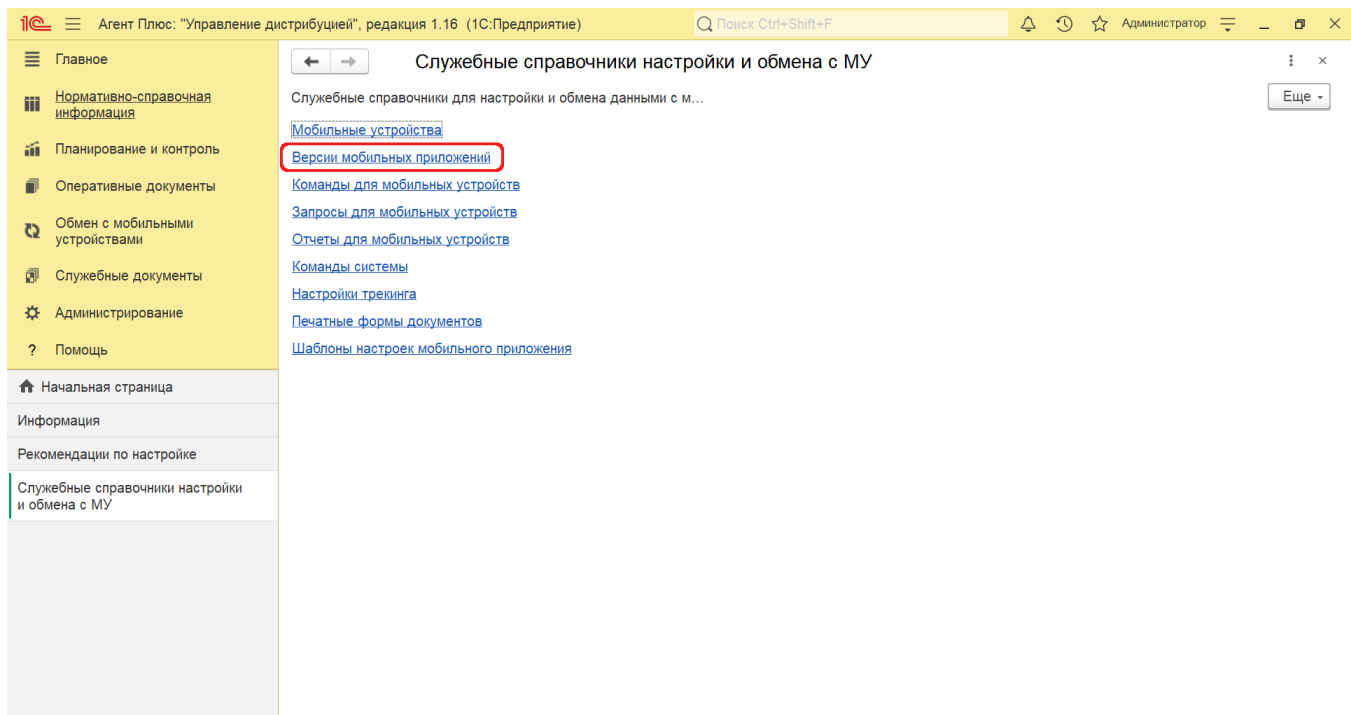 1С Агент Плюс: "Управление дистрибуцией", редакция 1.16 (1С:Предприятие) Поиск Ctrl+Shift+F Администратор
Главное
Нормативно-справочная
информация
Планирование и контроль
Оперативные документы
Обмен с мобильными
устройствами
Служебные документы
Администрирование
? Помощь
Начальная страница
Информация
Рекомендации по настройке
Служебные справочники настройки
и обмена с МУ
Служебные справочники настройки и обмена с МУ
Служебные справочники для настройки и обмена данными с м...
Еще
Мобильные устройства
Версии мобильных приложений
Команды для мобильных устройств
Запросы для мобильных устройств
Отчеты для мобильных устройств
Команды системы
Настройки трекинга
Печатные формы документов
Шаблоны настроек мобильного приложения